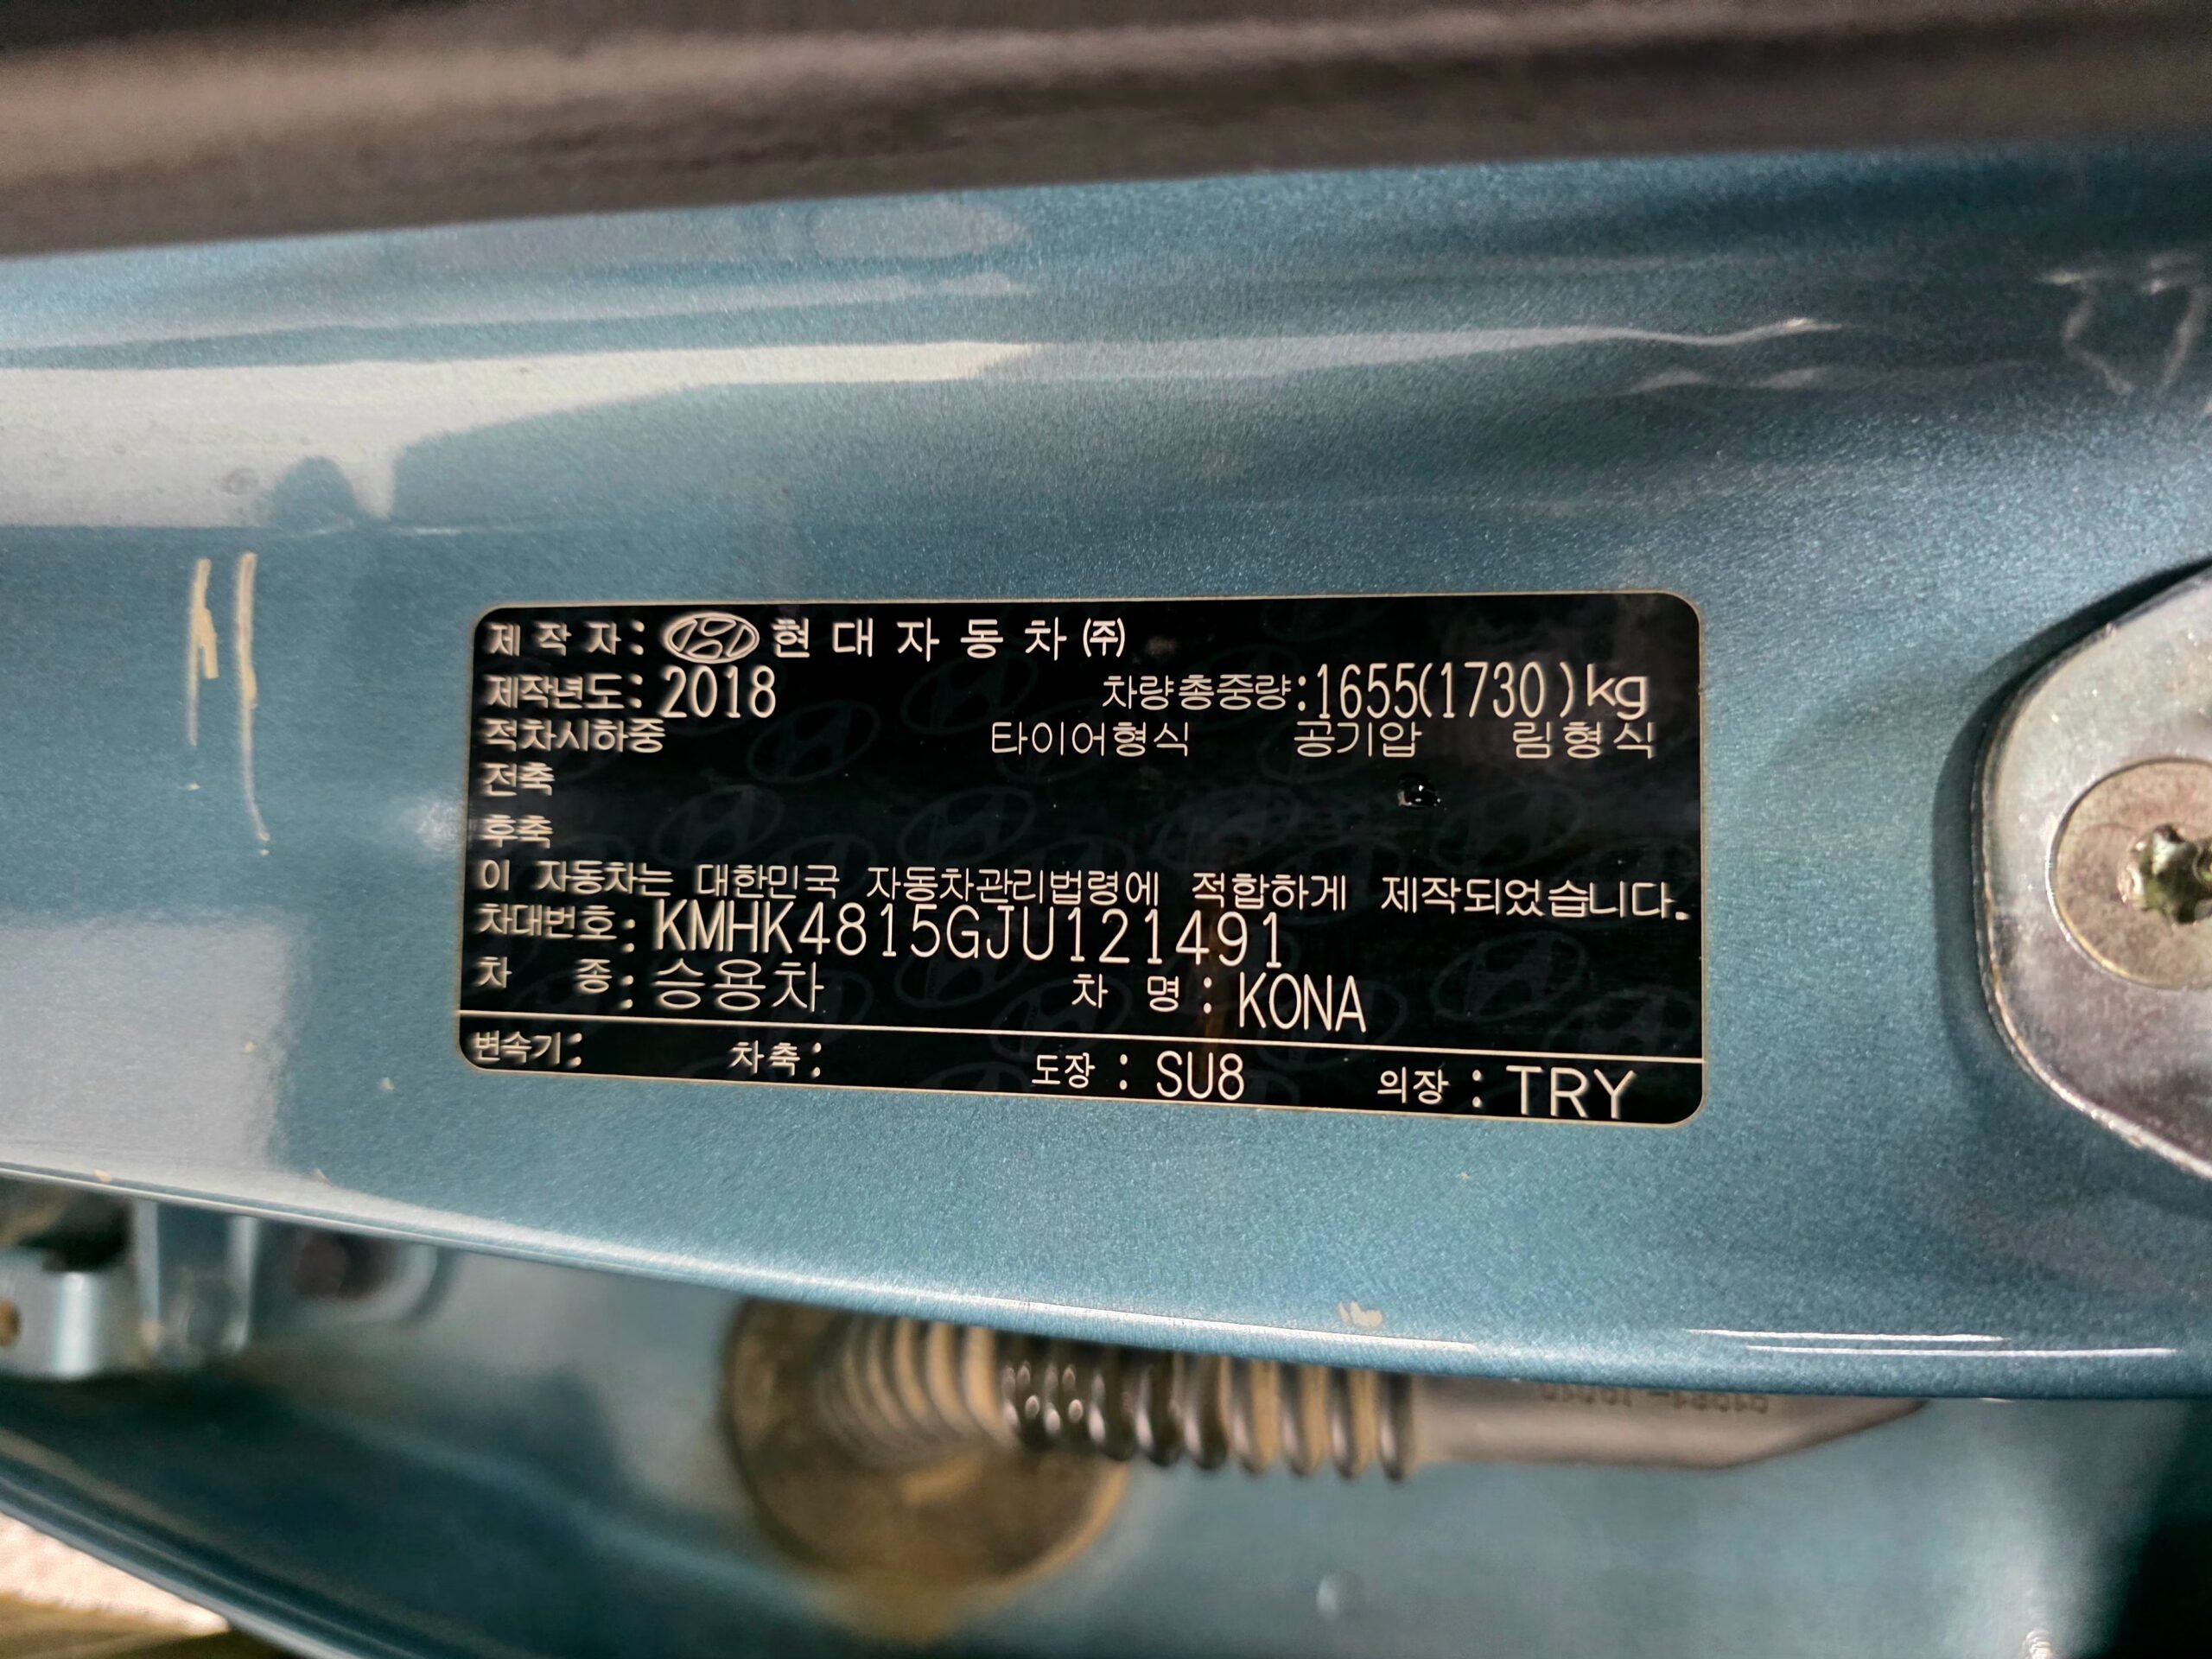 제 작 자 : 현 대 자 동 차 ㈜
제작년도 : 2018 차량총중량 : 1655(1730 )kg
적차시하중 타이어형식 공기압 림형식
전축
후축
이 자동차는 대한민국 자동차관리법령에 적합하게 제작되었습니다.
차대번호 : KMHK4815GJU121491
차 종 : 승용차 차 명 : KONA
변속기 : 차축 : 도장 : SU8 의장 : TRY